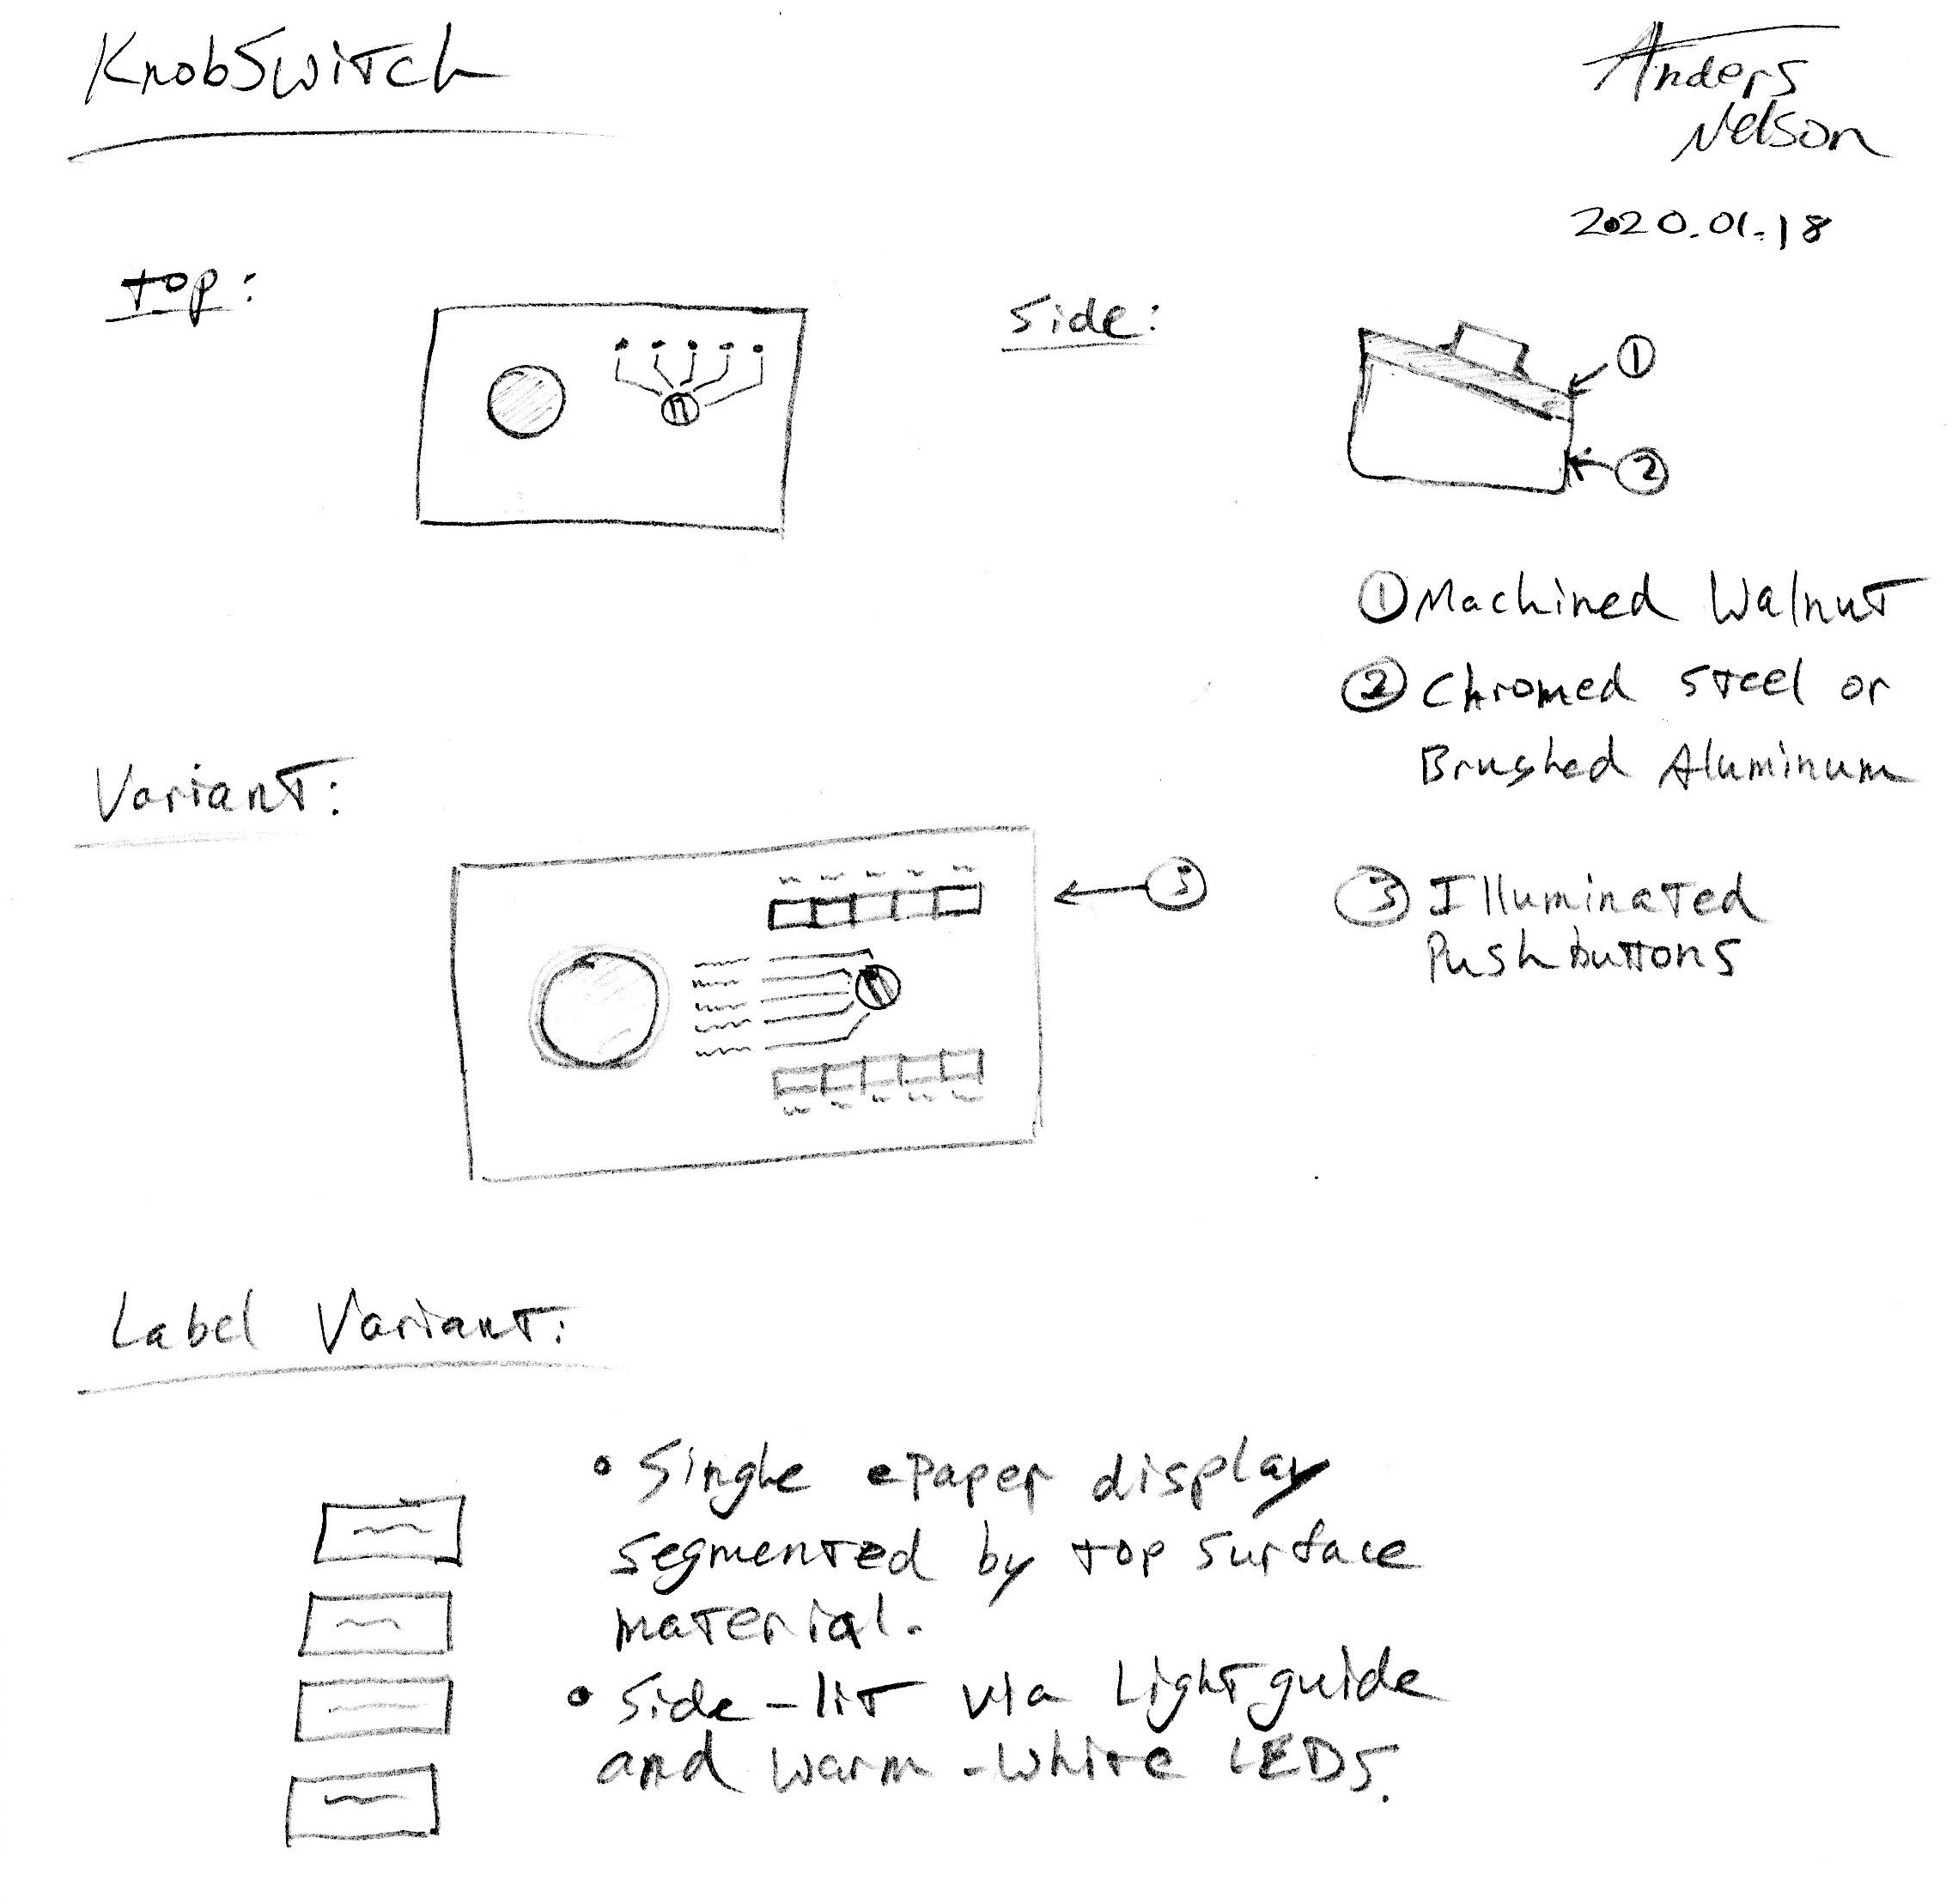 KnobSwitch
Anders
Nelson
2020.01.18
Top:
Side:
1
2
① Machined Walnut
② Chromed Steel or
Brushed Aluminum
Variant:
3
③ Illuminated
Pushbuttons
Label Variant:
• Single ePaper display
segmented by top surface
material.
• Side-lit via Lightguide
and warm-white LEDs.